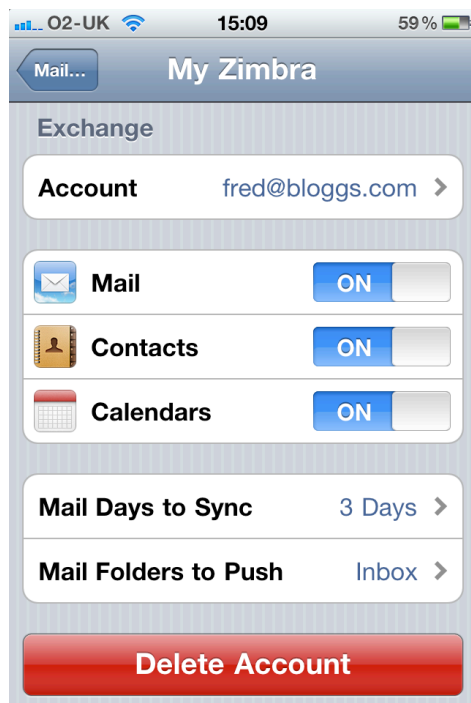 O2-UK 15:09 59%
Mail... My Zimbra
Exchange
Account fred@bloggs.com
Mail ON
Contacts ON
Calendars ON
Mail Days to Sync 3 Days
Mail Folders to Push Inbox
Delete Account